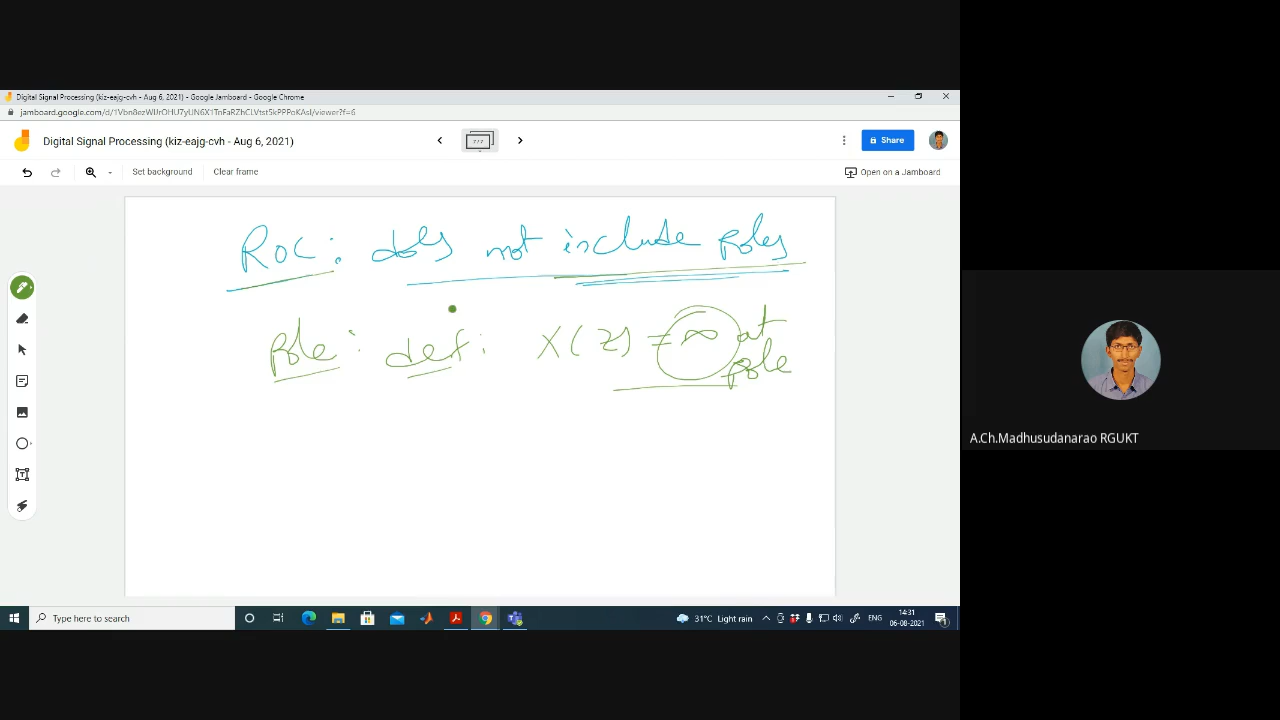 Digital Signal Processing (kiz-eajg-cvh - Aug 6, 2021) - Google Jamboard - Google Chrome
Digital Signal Processing (kiz-eajg-cvh - Aug 6, 2021)
Share
Set background
Clear frame
Open on a Jamboard
ROC: does not include poles
pole: def: X(z) = ∞ at pole
A.Ch.Madhusudanarao RGUKT
Type here to search
31°C Light rain
ENG
14:31
06-08-2021